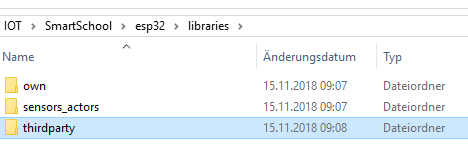 IOT > SmartSchool > esp32 > libraries >
Name Änderungsdatum Typ
own 15.11.2018 09:07 Dateiordner
sensors_actors 15.11.2018 09:07 Dateiordner
thirdparty 15.11.2018 09:08 Dateiordner